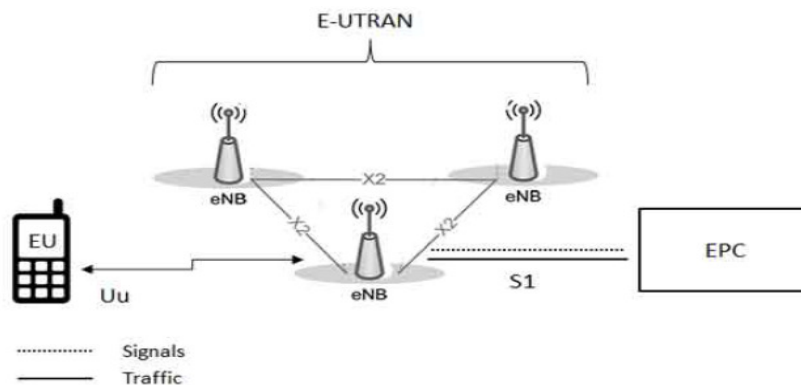 E-UTRAN
eNB
X2
eNB
X2
X2
EU
Uu
eNB
S1
EPC
Signals
Traffic